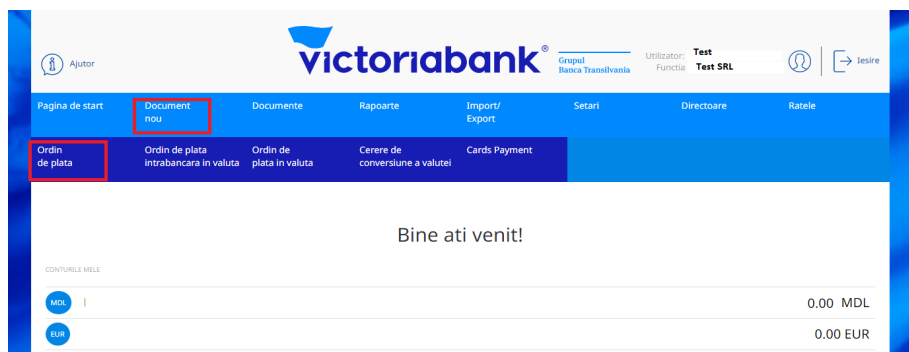 victoriabank®
Grupul
Banca Transilvania
Ajutor
Utilizator: Test
Functia: Test SRL
Iesire
Pagina de start
Document
nou
Documente
Rapoarte
Import/
Export
Setari
Directoare
Ratele
Ordin
de plata
Ordin de plata
intrabancara in valuta
Ordin de
plata in valuta
Cerere de
conversiune a valutei
Cards Payment
Bine ati venit!
CONTURILE MELE
MDL 0.00 MDL
EUR 0.00 EUR